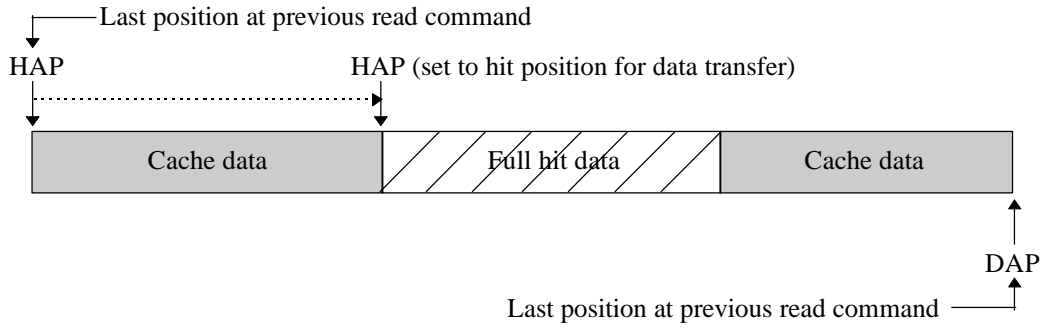 Last position at previous read command
HAP
HAP (set to hit position for data transfer)
Cache data
Full hit data
Cache data
DAP
Last position at previous read command